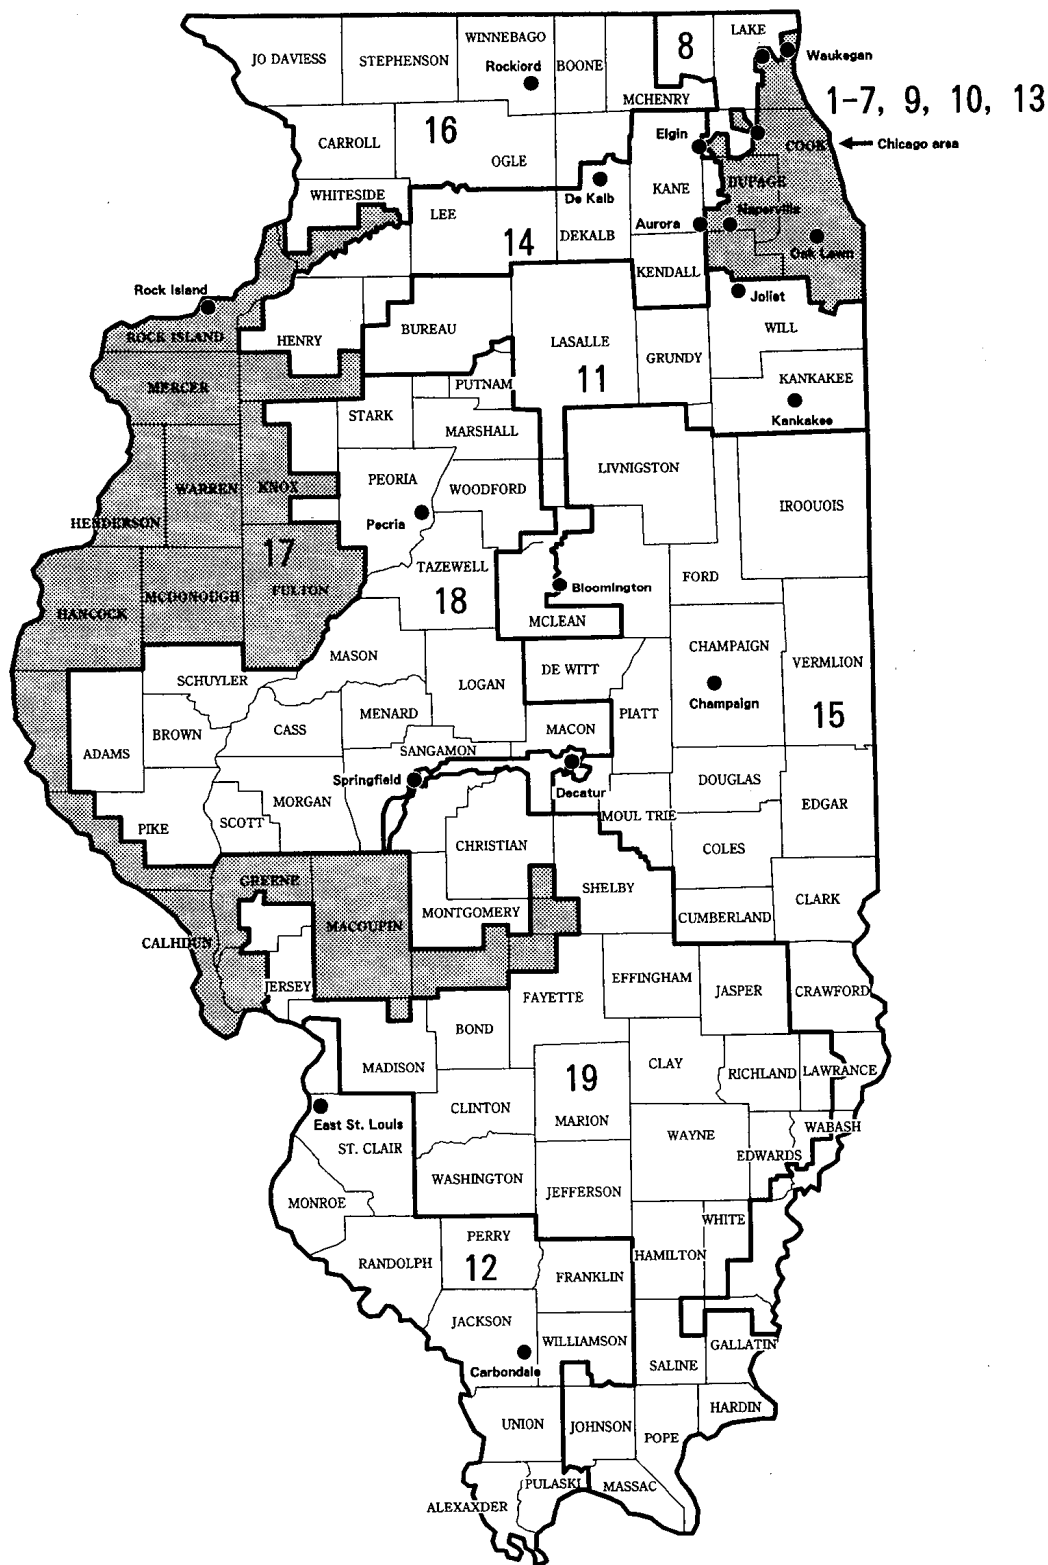 LAKE
WINNEBAGO
8
JO DAVIESS
STEPHENSON
BOONE
Waukegan
Rockiord
MCHENRY
1-7, 9, 10, 13
16
Elgin
CARROLL
COOK
Chicago area
OGLE
WHITESIDE
De Kalb
KANE
DUPAGE
LEE
Naperville
Aurora
DEKALB
14
Oak Lawn
KENDALL
Rock Island
Joliet
BUREAU
WILL
ROCK ISLAND
HENRY
LASALLE
GRUNDY
MERCER
11
KANKAKEE
PUTNAM
STARK
Kankakee
MARSHALL
LIVNIGSTON
PEORIA
WARREN
KNOX
WOODFORD
IROOUOIS
HENDERSON
Pecria
17
TAZEWELL
FORD
MCDONOUGH
FULTON
Bloomington
HANCOCK
18
MCLEAN
CHAMPAIGN
MASON
VERMLION
DE WITT
SCHUYLER
LOGAN
Champaign
MENARD
PIATT
15
CASS
MACON
BROWN
ADAMS
SANGAMON
Springfield
DOUGLAS
Decatur
MORGAN
EDGAR
SCOTT
MOUL TRIE
PIKE
CHRISTIAN
COLES
GREENE
SHELBY
CLARK
MONTGOMERY
CUMBERLAND
MACOUPIN
CALHDUN
EFFINGHAM
JERSEY
JASPER
CRAWFORD
FAYETTE
BOND
CLAY
MADISON
RICHLAND
LAWRANCE
19
CLINTON
East St. Louis
MARION
WABASH
WAYNE
ST. CLAIR
EDWARDS
WASHINGTON
JEFFERSON
MONROE
WHITE
PERRY
HAMILTON
RANDOLPH
12
FRANKLIN
JACKSON
WILLIAMSON
GALLATIN
Carbondale
SALINE
HARDIN
UNION
JOHNSON
POPE
PULASKI
MASSAC
ALEXAXDER